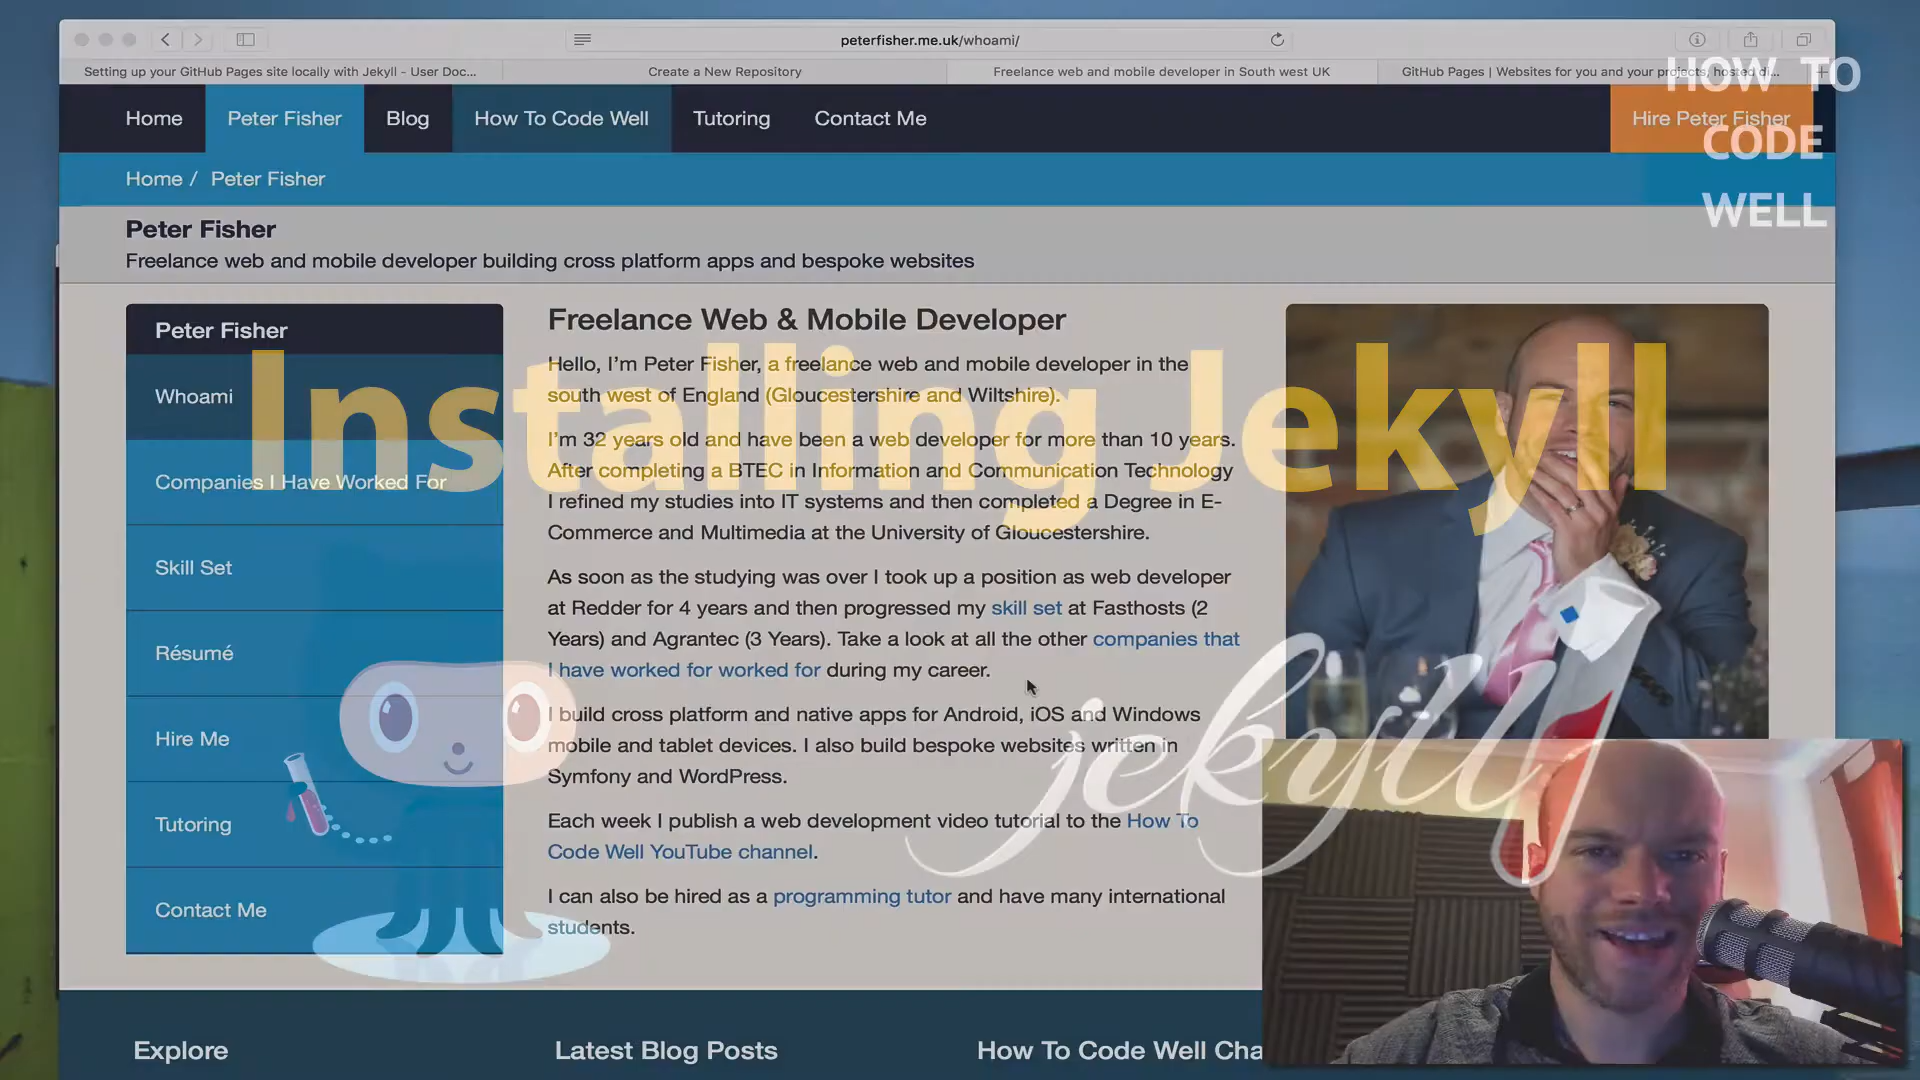 peterfisher.me.uk/whoami/
Setting up your GitHub Pages site locally with Jekyll - User Doc...
Create a New Repository
Freelance web and mobile developer in South west UK
GitHub Pages | Websites for you and your projects, hosted di...
HOW TO
CODE
WELL
Home
Peter Fisher
Blog
How To Code Well
Tutoring
Contact Me
Hire Peter Fisher
Home / Peter Fisher
Peter Fisher
Freelance web and mobile developer building cross platform apps and bespoke websites
Installing Jekyll
Peter Fisher
Whoami
Companies I Have Worked For
Skill Set
Résumé
Hire Me
Tutoring
Contact Me
Freelance Web & Mobile Developer
Hello, I'm Peter Fisher, a freelance web and mobile developer in the
south west of England (Gloucestershire and Wiltshire).
I'm 32 years old and have been a web developer for more than 10 years.
After completing a BTEC in Information and Communication Technology
I refined my studies into IT systems and then completed a Degree in E-
Commerce and Multimedia at the University of Gloucestershire.
As soon as the studying was over I took up a position as web developer
at Redder for 4 years and then progressed my skill set at Fasthosts (2
Years) and Agrantec (3 Years). Take a look at all the other companies that
I have worked for worked for during my career.
I build cross platform and native apps for Android, iOS and Windows
mobile and tablet devices. I also build bespoke websites written in
Symfony and WordPress.
Each week I publish a web development video tutorial to the How To
Code Well YouTube channel.
I can also be hired as a programming tutor and have many international
students.
jekyll
Explore
Latest Blog Posts
How To Code Well Cha